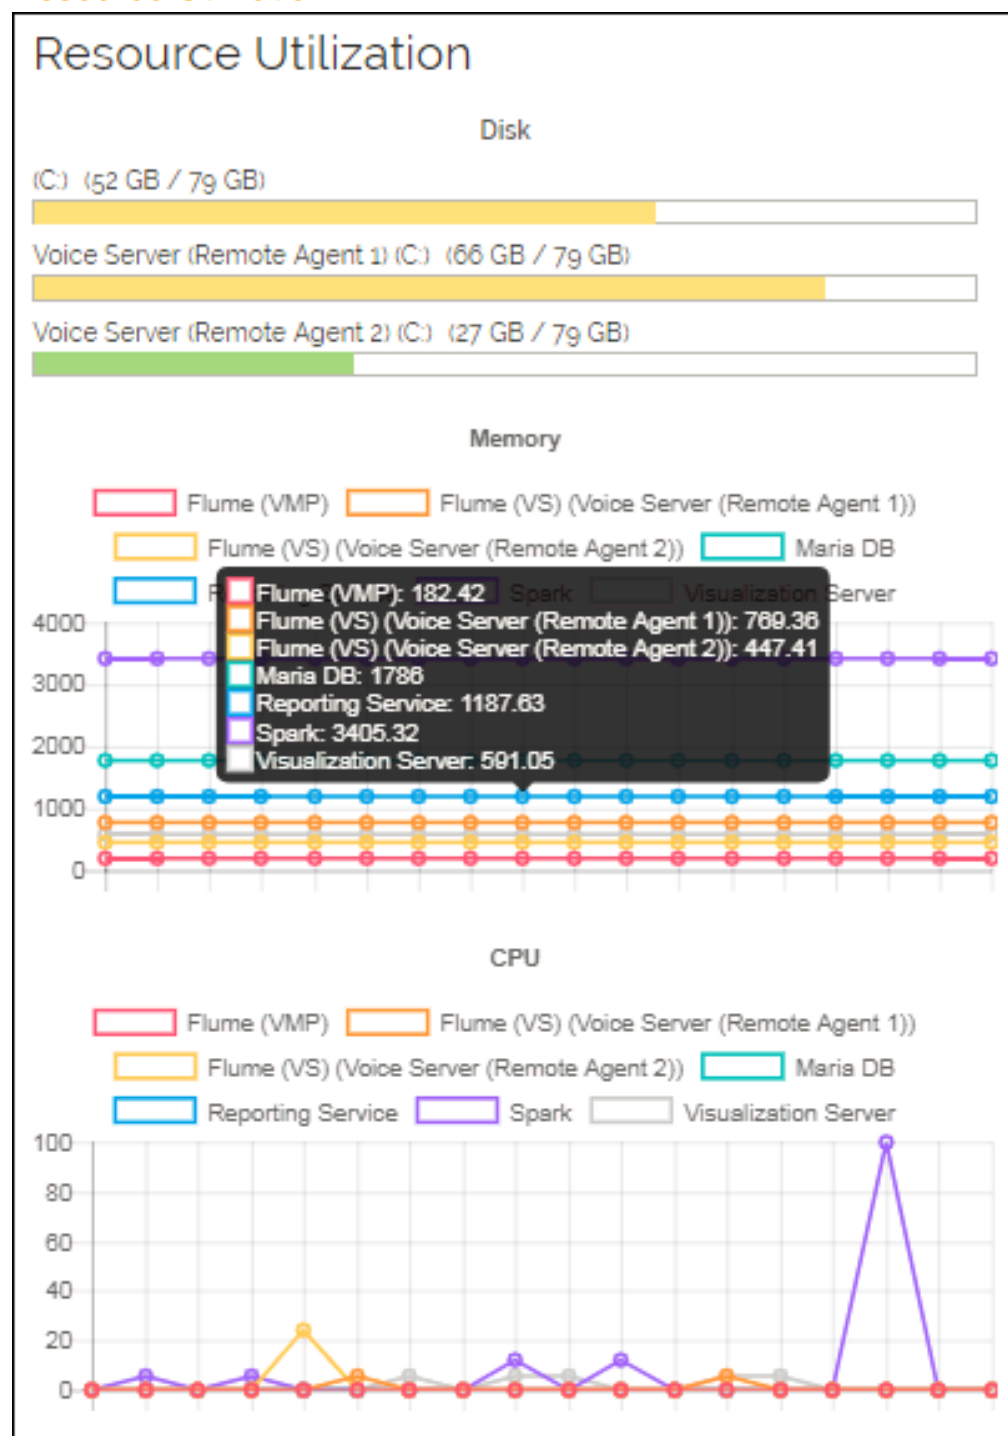 Resource Utilization
Disk
(C:) (52 GB / 79 GB)
Voice Server (Remote Agent 1) (C:) (66 GB / 79 GB)
Voice Server (Remote Agent 2) (C:) (27 GB / 79 GB)
Memory
Flume (VMP) Flume (VS) (Voice Server (Remote Agent 1))
Flume (VS) (Voice Server (Remote Agent 2)) Maria DB
Spark Visualization Server
Flume (VMP): 182.42
Flume (VS) (Voice Server (Remote Agent 1)): 769.36
Flume (VS) (Voice Server (Remote Agent 2)): 447.41
Maria DB: 1786
Reporting Service: 1187.63
Spark: 3405.32
Visualization Server: 591.05
4000
3000
2000
1000
0
CPU
Flume (VMP) Flume (VS) (Voice Server (Remote Agent 1))
Flume (VS) (Voice Server (Remote Agent 2)) Maria DB
Reporting Service Spark Visualization Server
100
80
60
40
20
0